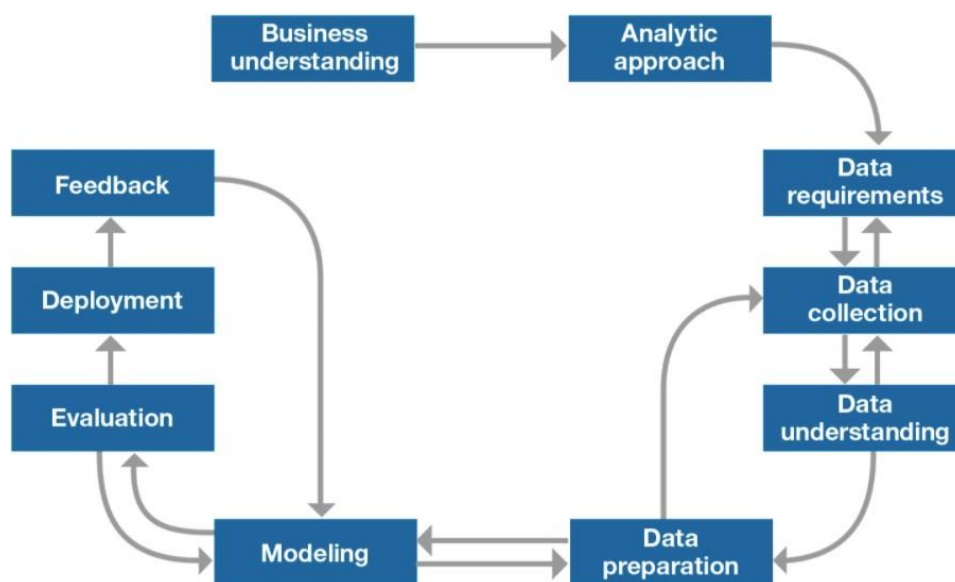 Business
understanding
Analytic
approach
Data
requirements
Data
collection
Data
understanding
Data
preparation
Modeling
Evaluation
Deployment
Feedback